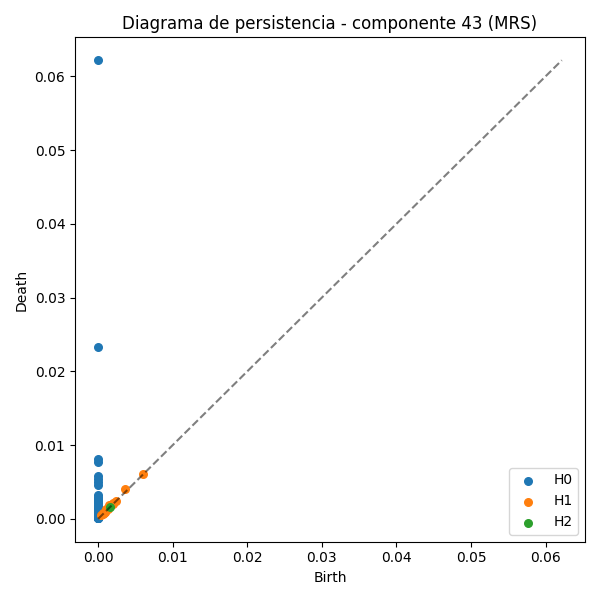 Diagrama de persistencia - componente 43 (MRS)
0.06
0.05
0.04
0.03
0.02
0.01
0.00
Death
0.00 0.01 0.02 0.03 0.04 0.05 0.06
Birth
H0
H1
H2